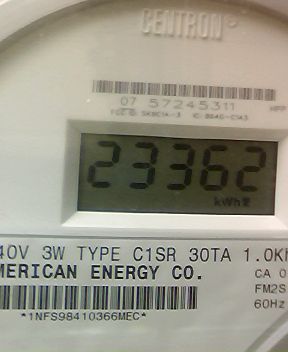 CENTRON®
07 57245311
23362
kWh
40V 3W TYPE C1SR 30TA 1.0Kh
MERICAN ENERGY CO.
CA 0
FM2S
60Hz
*1NFS98410366MEC*